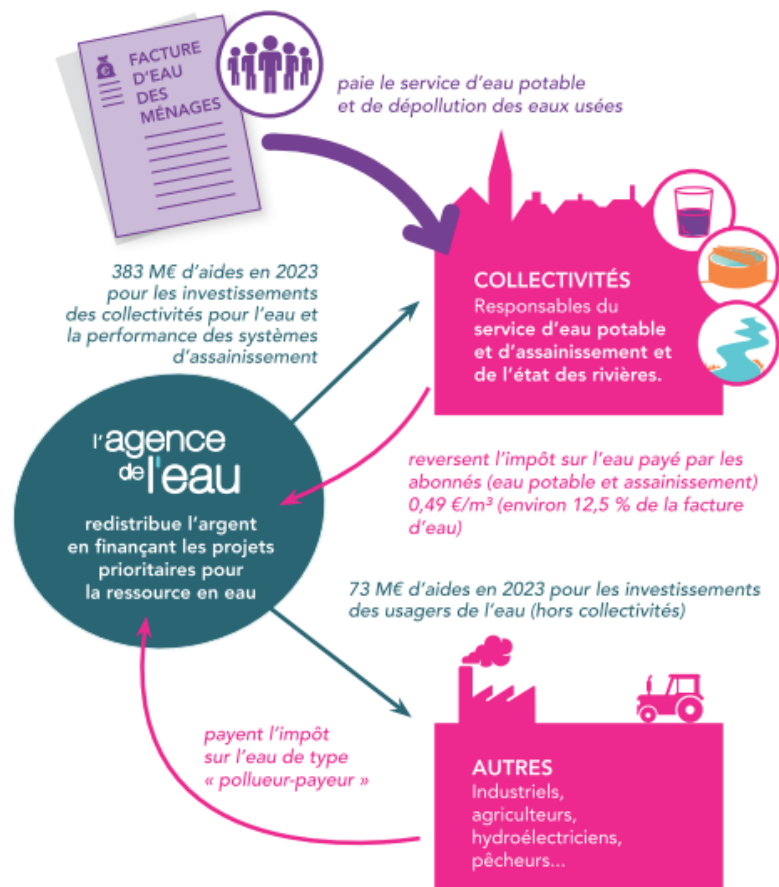 FACTURE
D'EAU
DES
MÉNAGES
paie le service d'eau potable
et de dépollution des eaux usées
383 M€ d'aides en 2023
pour les investissements
des collectivités pour l'eau et
la performance des systèmes
d'assainissement
COLLECTIVITÉS
Responsables du
service d'eau potable
et d'assainissement et
de l'état des rivières.
l'agence
de l'eau
redistribue l'argent
en finançant les projets
prioritaires pour
la ressource en eau
reversent l'impôt sur l'eau payé par les
abonnés (eau potable et assainissement)
0,49 €/m³ (environ 12,5 % de la facture
d'eau)
73 M€ d'aides en 2023 pour les investissements
des usagers de l'eau (hors collectivités)
payent l'impôt
sur l'eau de type
« pollueur-payeur »
AUTRES
Industriels,
agriculteurs,
hydroélectriciens,
pêcheurs...